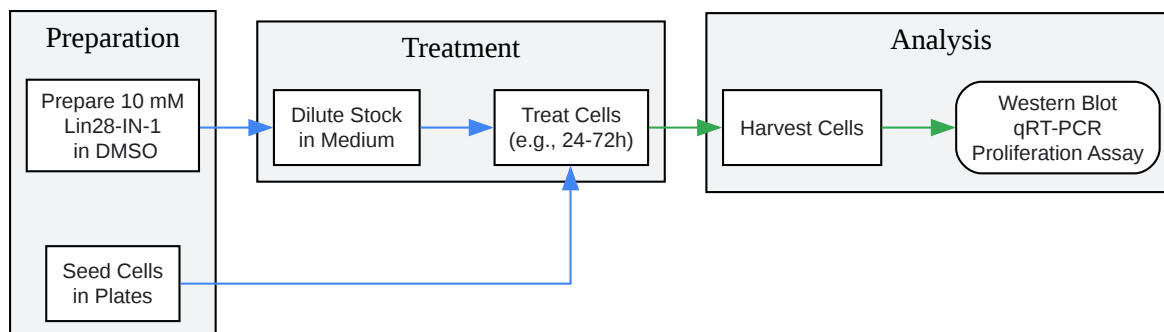 Preparation
Prepare 10 mM
Lin28-IN-1
in DMSO
Seed Cells
in Plates
Treatment
Dilute Stock
in Medium
Treat Cells
(e.g., 24-72h)
Analysis
Harvest Cells
Western Blot
qRT-PCR
Proliferation Assay